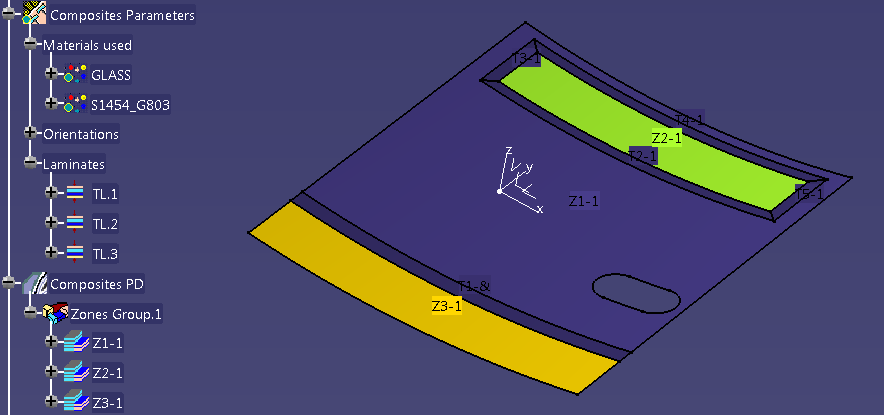 Composites Parameters
Materials used
GLASS
S1454_G803
Orientations
Laminates
TL.1
TL.2
TL.3
Composites PD
Zones Group.1
Z1-1
Z2-1
Z3-1
T3-1
T4-1
Z2-1
T2-1
T5-1
z
y
x
Z1-1
T1-&
Z3-1